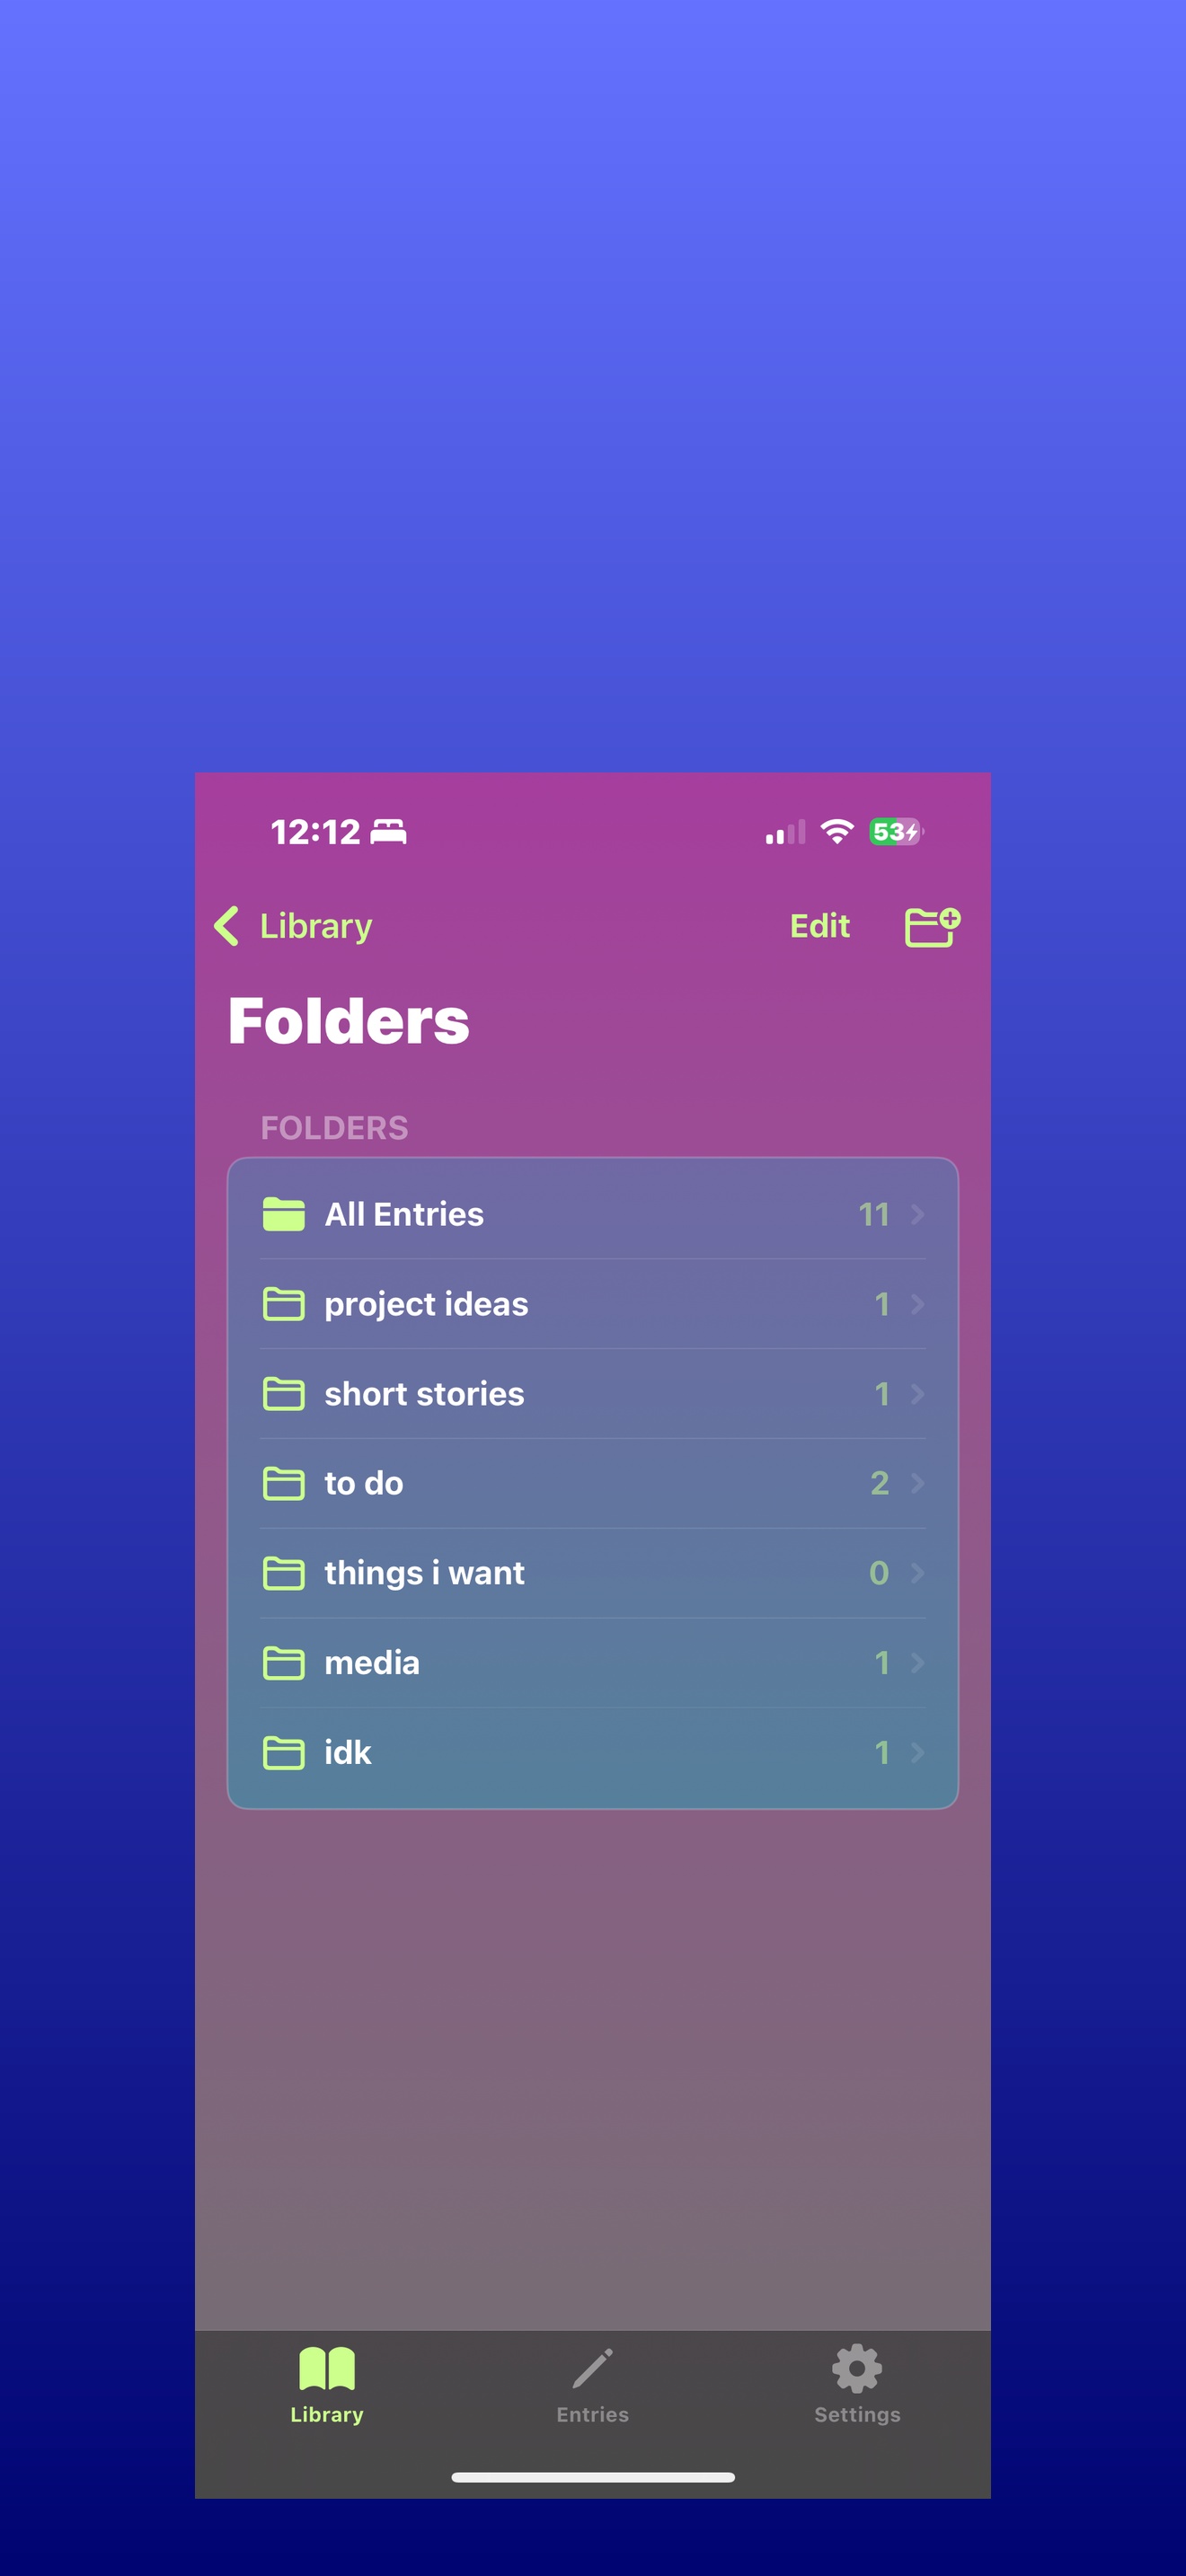 12:12
53
Library
Edit
Folders
FOLDERS
All Entries 11
project ideas 1
short stories 1
to do 2
things i want 0
media 1
idk 1
Library Entries Settings